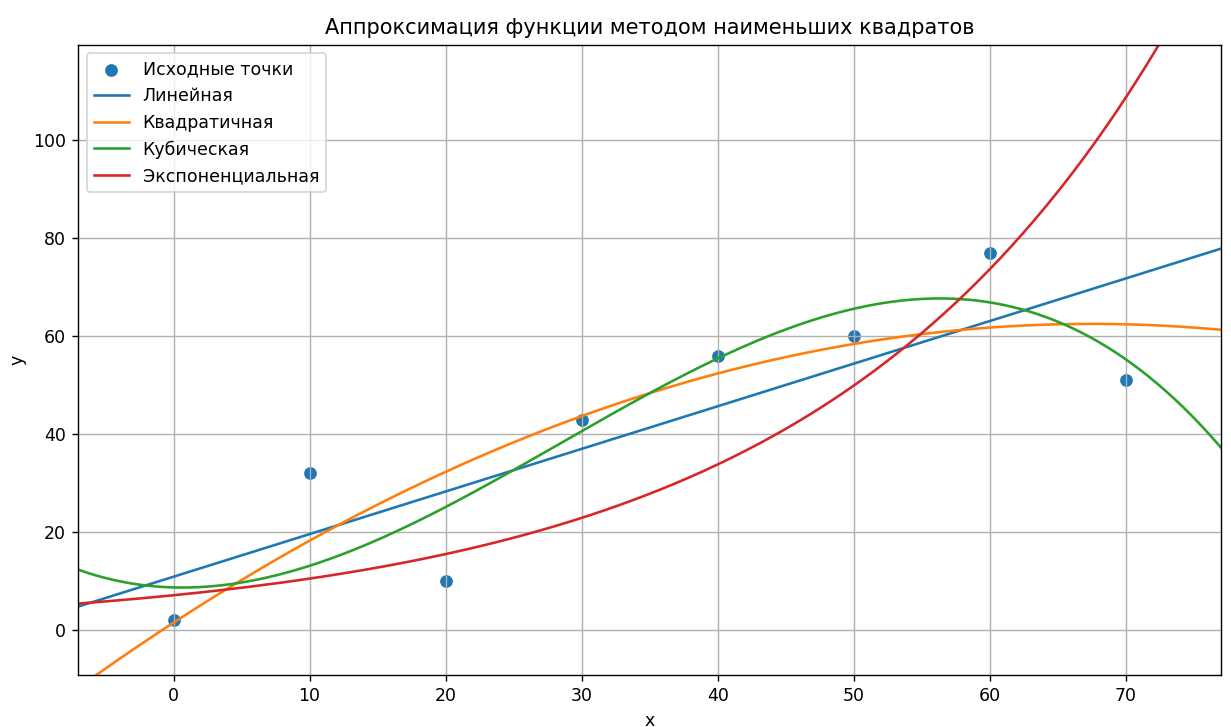 Аппроксимация функции методом наименьших квадратов
Исходные точки
Линейная
Квадратичная
Кубическая
Экспоненциальная
100
80
60
40
20
0
y
0 10 20 30 40 50 60 70
x